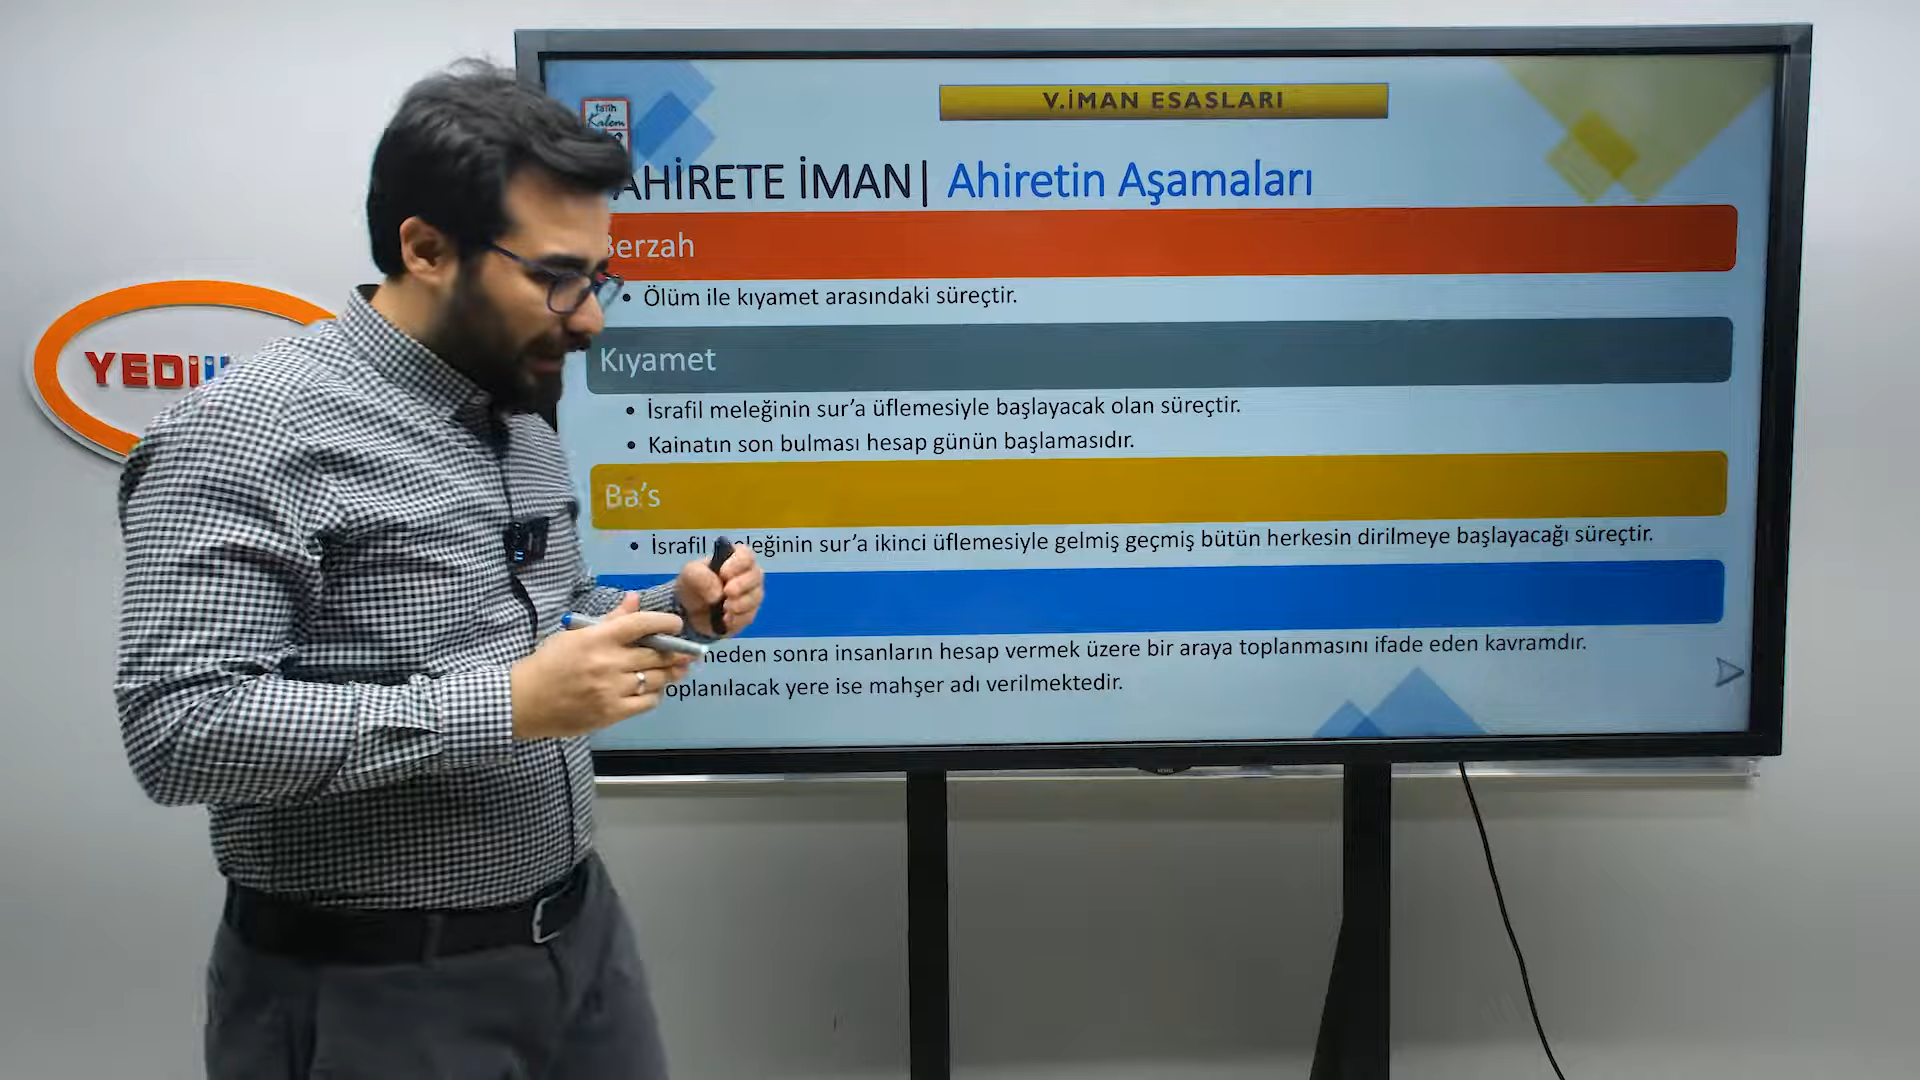 V.İMAN ESASLARI
fatih
Kalem
AHİRETE İMAN| Ahiretin Aşamaları
Berzah
• Ölüm ile kıyamet arasındaki süreçtir.
YEDİ
Kıyamet
• İsrafil meleğinin sur’a üflemesiyle başlayacak olan süreçtir.
• Kainatın son bulması hesap günün başlamasıdır.
Ba’s
• İsrafil meleğinin sur’a ikinci üflemesiyle gelmiş geçmiş bütün herkesin dirilmeye başlayacağı süreçtir.
sonra insanların hesap vermek üzere bir araya toplanmasını ifade eden kavramdır.
oplanılacak yere ise mahşer adı verilmektedir.